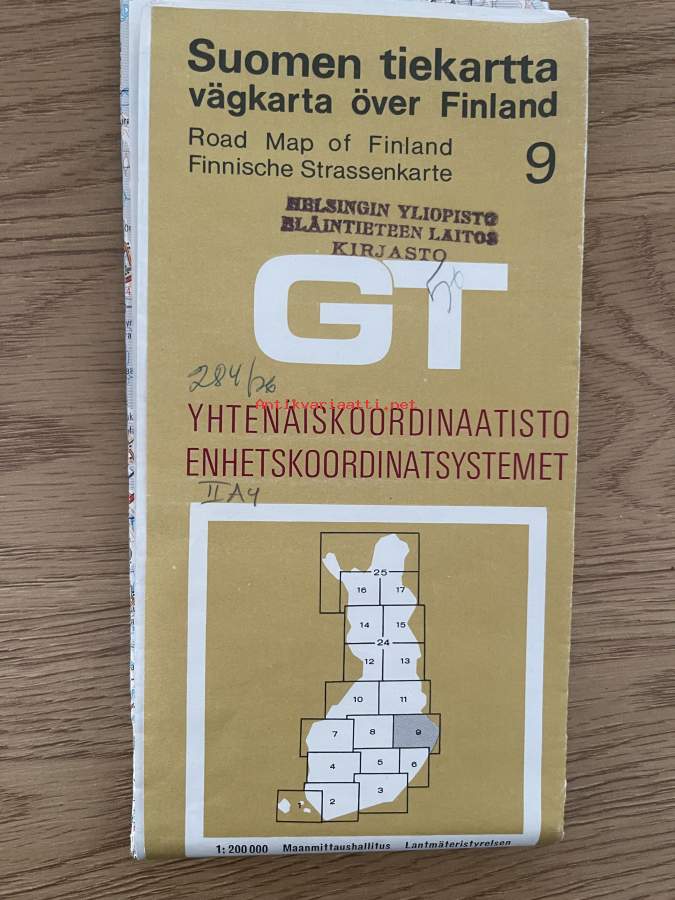 Suomen tiekartta
vägkarta över Finland
Road Map of Finland
Finnische Strassenkarte 9
HELSINGIN YLIOPISTO
ELÄINTIETEEN LAITOS
KIRJASTO
50
GT
284/76
Antikvariaatti.net
YHTENÄISKOORDINAATISTO
ENHETSKOORDINATSYSTEMET
II A4
25
16 17
14 15
24
12 13
10 11
7 8 9
4 5 6
1 2 3
1: 200 000 Maanmittaushallitus Lantmäteristyrelsen